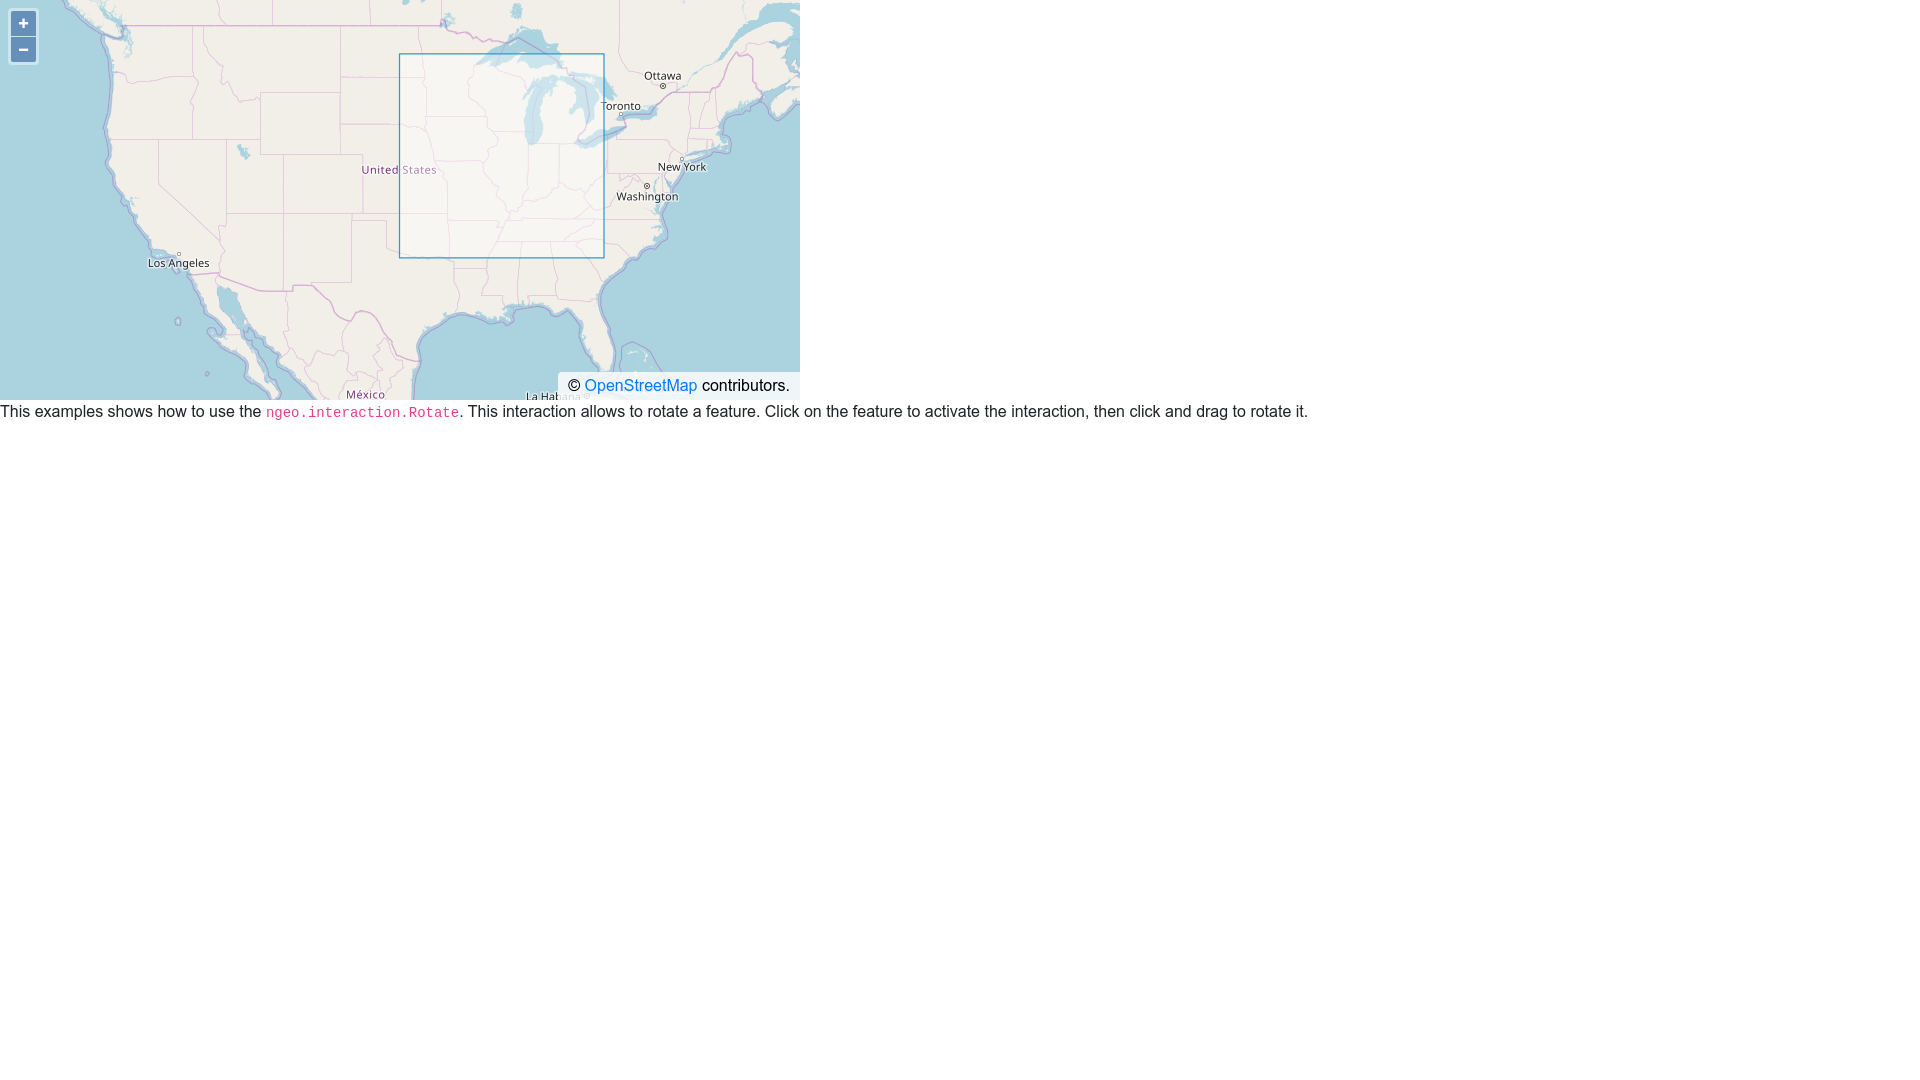 +
−
Ottawa
Toronto
United States
New York
Washington
Los Angeles
© OpenStreetMap contributors.
México
La Habana
This examples shows how to use the ngeo.interaction.Rotate. This interaction allows to rotate a feature. Click on the feature to activate the interaction, then click and drag to rotate it.